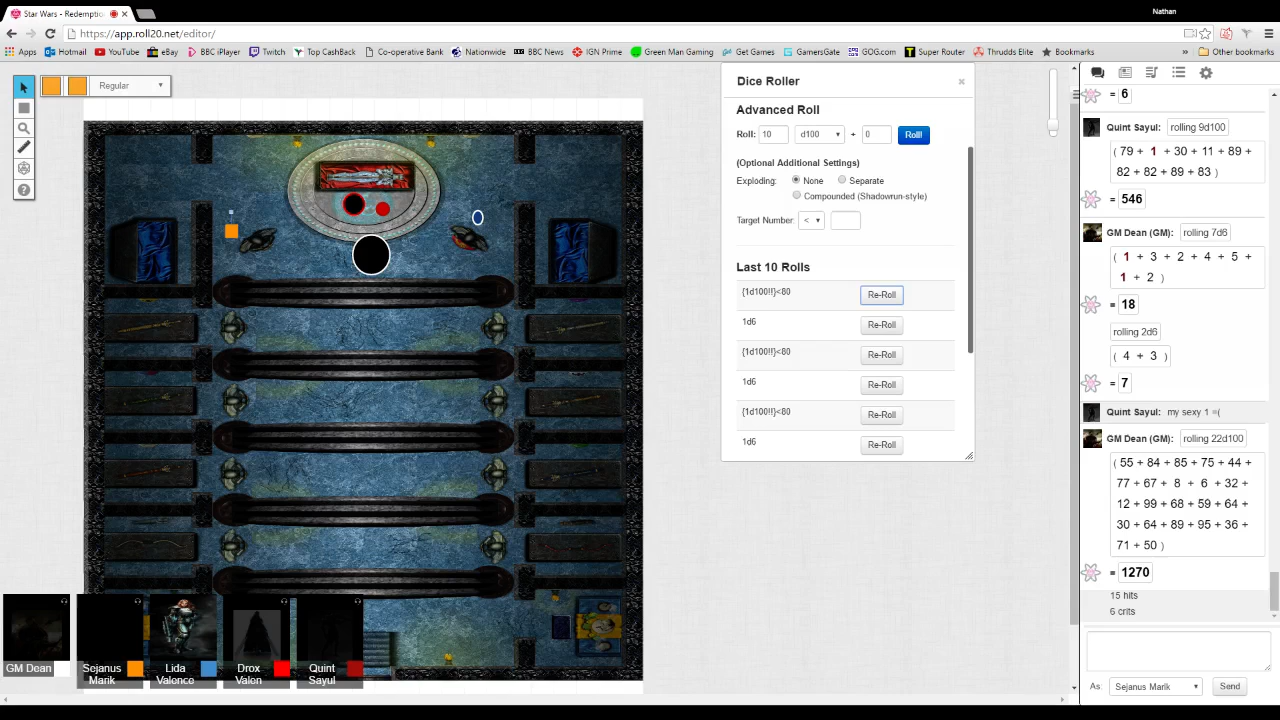 Star Wars - Redemptio
Nathan
https://app.roll20.net/editor/
Apps Hotmail YouTube eBay BBC iPlayer Twitch Top CashBack Co-operative Bank Nationwide BBC News IGN Prime Green Man Gaming Get Games GamersGate GOG.com Super Router Thrudds Elite Bookmarks » Other bookmarks
Regular
Dice Roller
×
Advanced Roll
Roll: 10 d100 + 0 Roll!
(Optional Additional Settings)
Exploding: None Separate
Compounded (Shadowrun-style)
Target Number: <
Last 10 Rolls
{1d100!!}<80 Re-Roll
1d6 Re-Roll
{1d100!!}<80 Re-Roll
1d6 Re-Roll
{1d100!!}<80 Re-Roll
1d6 Re-Roll
= 6
Quint Sayul: rolling 9d100
( 79 + 1 + 30 + 11 + 89 +
82 + 82 + 89 + 83 )
= 546
GM Dean (GM): rolling 7d6
( 1 + 3 + 2 + 4 + 5 +
1 + 2 )
= 18
rolling 2d6
( 4 + 3 )
= 7
Quint Sayul: my sexy 1 =(
GM Dean (GM): rolling 22d100
( 55 + 84 + 85 + 75 + 44 +
77 + 67 + 8 + 6 + 32 +
12 + 99 + 68 + 59 + 64 +
30 + 64 + 89 + 95 + 36 +
71 + 50 )
= 1270
15 hits
6 crits
As: Sejanus Marik Send
GM Dean
Sejanus
Marik
Lida
Valence
Drox
Valen
Quint
Sayul